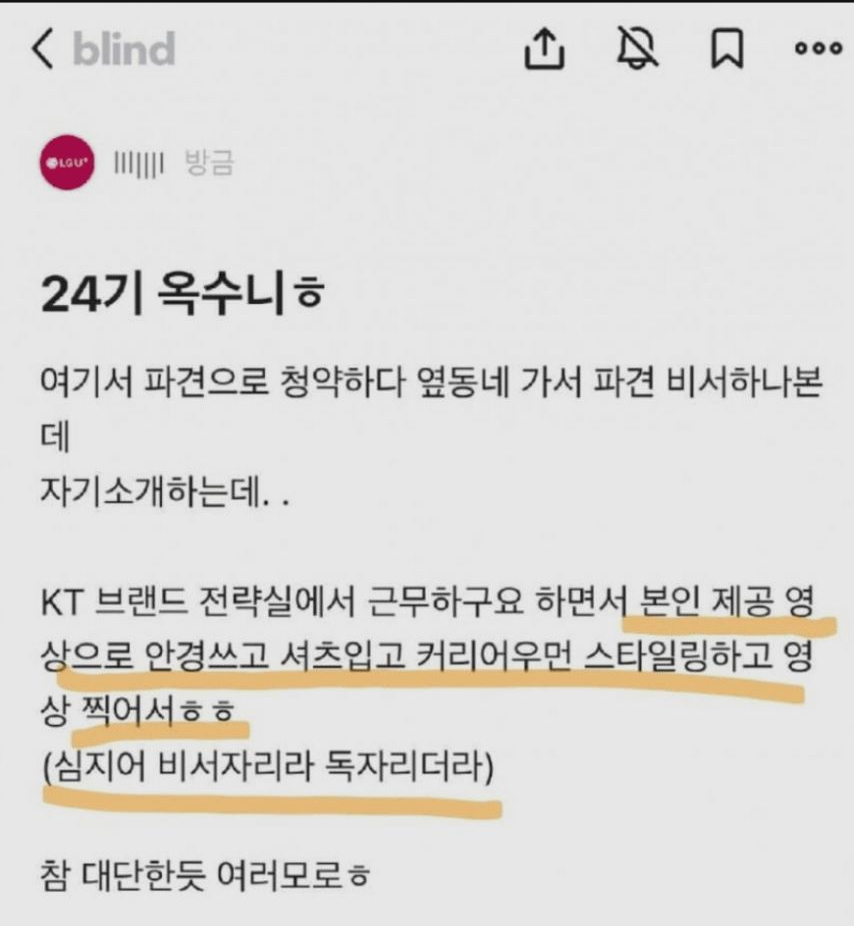 blind
LGU+
방금
24기 옥수니ㅎ
여기서 파견으로 청약하다 옆동네 가서 파견 비서하나본
데
자기소개하는데. .
KT 브랜드 전략실에서 근무하구요 하면서 본인 제공 영
상으로 안경쓰고 셔츠입고 커리어우먼 스타일링하고 영
상 찍어서ㅎㅎ
(심지어 비서자리라 독자리더라)
참 대단한듯 여러모로ㅎ